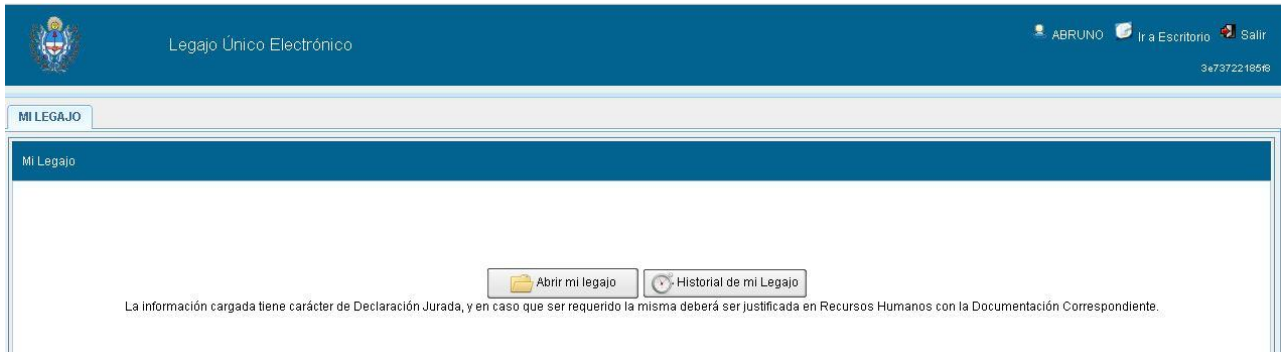 Legajo Único Electrónico
ABRUNO Ir a Escritorio Salir
3e73722185f8
MI LEGAJO
Mi Legajo
Abrir mi legajo Historial de mi Legajo
La información cargada tiene carácter de Declaración Jurada, y en caso que ser requerido la misma deberá ser justificada en Recursos Humanos con la Documentación Correspondiente.